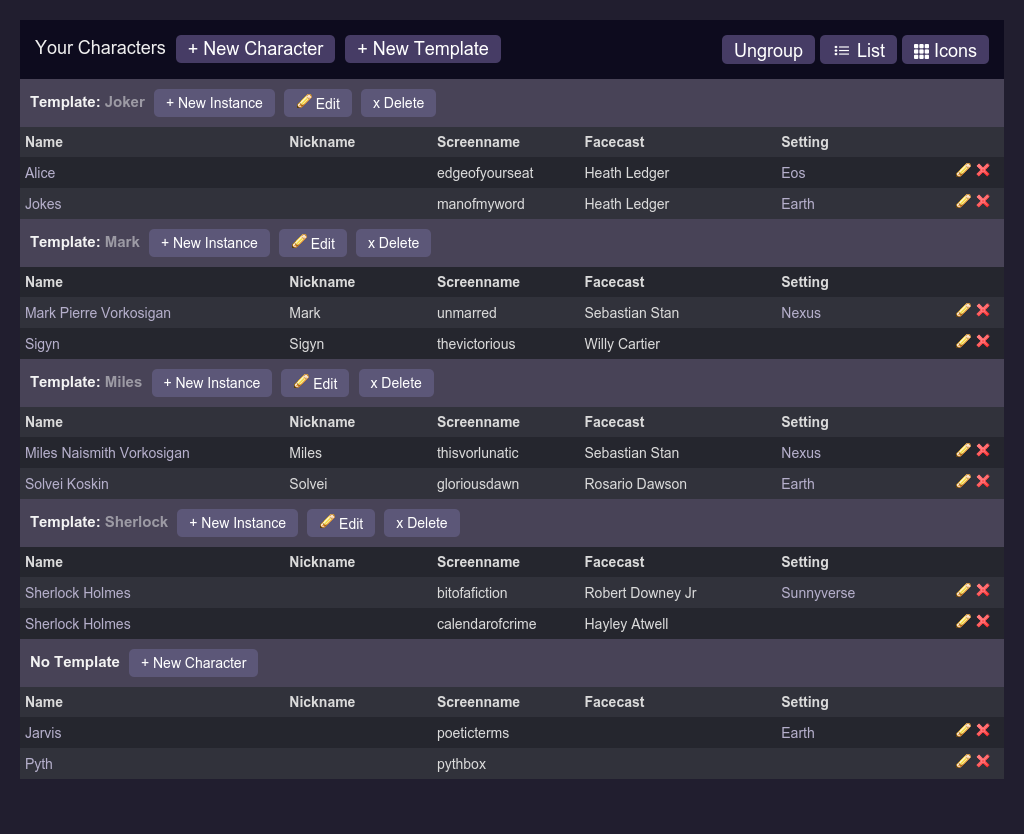 Your Characters + New Character + New Template Ungroup List Icons
Template: Joker + New Instance Edit x Delete
Name Nickname Screenname Facecast Setting
Alice edgeofyourseat Heath Ledger Eos
Jokes manofmyword Heath Ledger Earth
Template: Mark + New Instance Edit x Delete
Name Nickname Screenname Facecast Setting
Mark Pierre Vorkosigan Mark unmarred Sebastian Stan Nexus
Sigyn Sigyn thevictorious Willy Cartier
Template: Miles + New Instance Edit x Delete
Name Nickname Screenname Facecast Setting
Miles Naismith Vorkosigan Miles thisvorlunatic Sebastian Stan Nexus
Solvei Koskin Solvei gloriousdawn Rosario Dawson Earth
Template: Sherlock + New Instance Edit x Delete
Name Nickname Screenname Facecast Setting
Sherlock Holmes bitofafiction Robert Downey Jr Sunnyverse
Sherlock Holmes calendarofcrime Hayley Atwell
No Template + New Character
Name Nickname Screenname Facecast Setting
Jarvis poeticterms Earth
Pyth pythbox